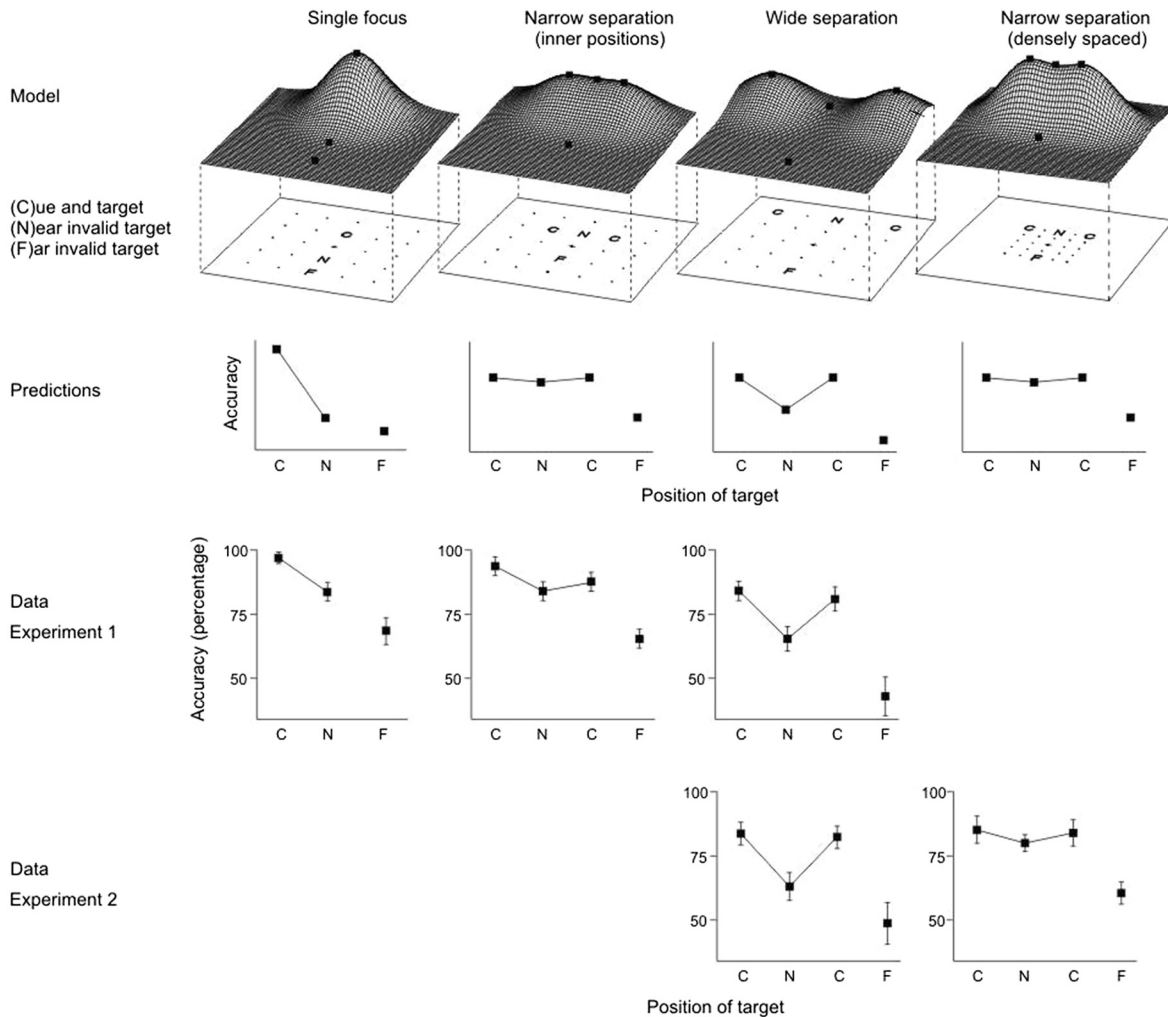 Single focus
Narrow separation
(inner positions)
Wide separation
Narrow separation
(densely spaced)
Model
(C)ue and target
(N)ear invalid target
(F)ar invalid target
C
N
F
C N C
F
C N C
F
C N C
F
Predictions
Accuracy
C N F
C N C F
C N C F
C N C F
Position of target
Data
Experiment 1
Accuracy (percentage)
100
75
50
C N F
100
75
50
C N C F
100
75
50
C N C F
Data
Experiment 2
100
75
50
C N C F
100
75
50
C N C F
Position of target